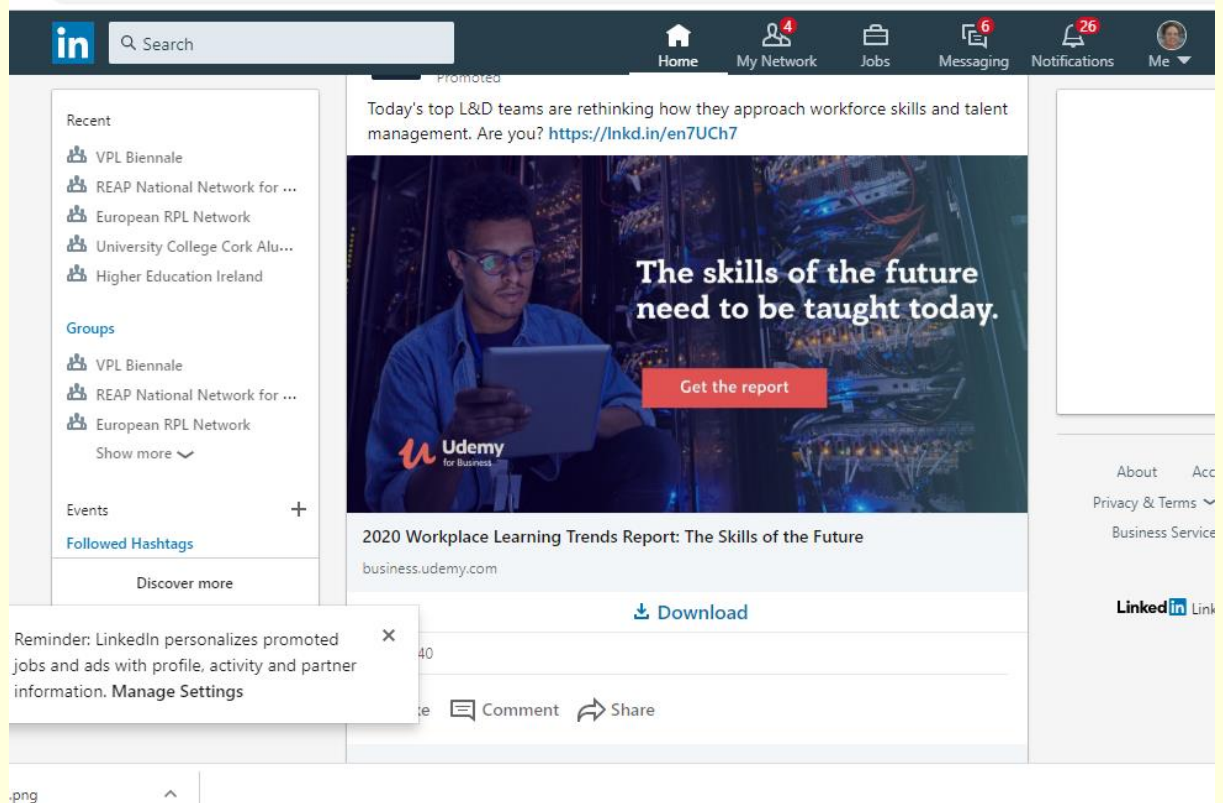 in
Search
Home
4
My Network
Jobs
6
Messaging
26
Notifications
Me
Promoted
Recent
VPL Biennale
REAP National Network for ...
European RPL Network
University College Cork Alu...
Higher Education Ireland
Groups
VPL Biennale
REAP National Network for ...
European RPL Network
Show more
Events
Followed Hashtags
Discover more
Reminder: LinkedIn personalizes promoted
jobs and ads with profile, activity and partner
information. Manage Settings
Today's top L&D teams are rethinking how they approach workforce skills and talent
management. Are you? https://lnkd.in/en7UCh7
The skills of the future
need to be taught today.
Get the report
Udemy
for Business
2020 Workplace Learning Trends Report: The Skills of the Future
business.udemy.com
Download
40
Comment
Share
About
Privacy & Terms
Business Service
Linked in
.png